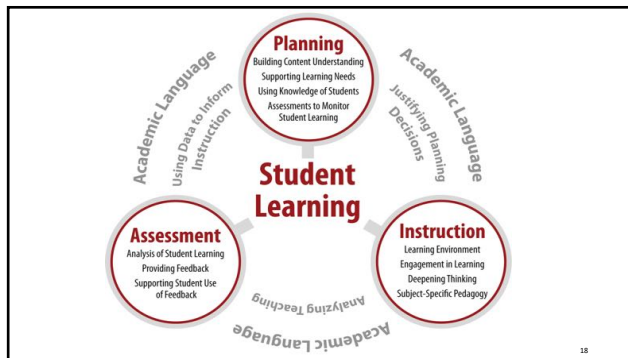 Planning
Building Content Understanding
Supporting Learning Needs
Using Knowledge of Students
Assessments to Monitor
Student Learning
Academic Language
Using Data to Inform
Instruction
Academic Language
Justifying Planning
Decisions
Student
Learning
Assessment
Analysis of Student Learning
Providing Feedback
Supporting Student Use
of Feedback
Instruction
Learning Environment
Engagement in Learning
Deepening Thinking
Subject-Specific Pedagogy
Analyzing Teaching
Academic Language
18